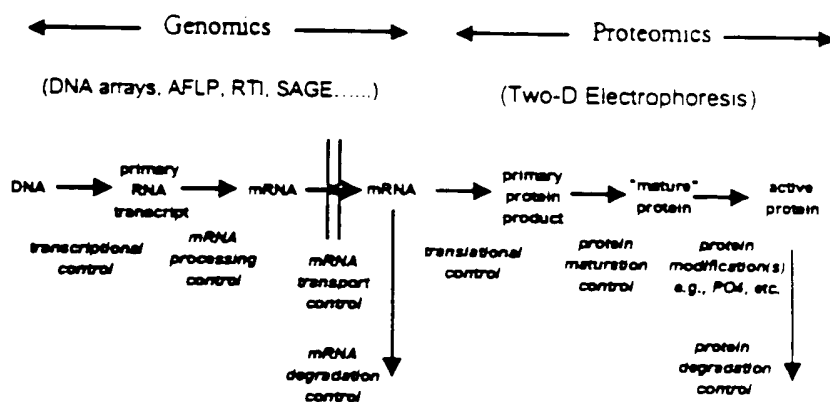 Genomics
Proteomics
(DNA arrays, AFLP, RTI, SAGE......)
(Two-D Electrophoresis)
DNA
primary
RNA
transcript
mRNA
mRNA
primary
protein
product
"mature"
protein
active
protein
transcriptional
control
mRNA
processing
control
mRNA
transport
control
translational
control
protein
maturation
control
protein
modification(s)
e.g., PO4, etc.
mRNA
degradation
control
protein
degradation
control